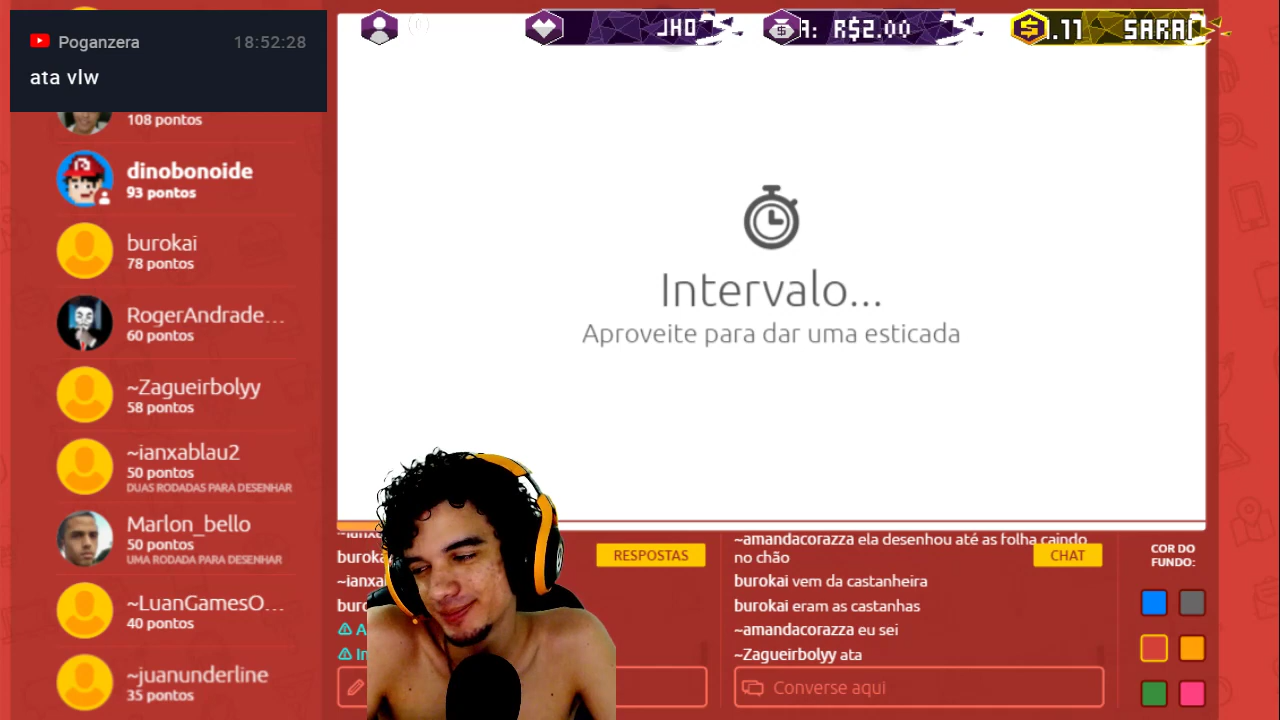 Poganzera 18:52:28
ata vlw
JHO
A: R$2.00
.11 SARA
108 pontos
dinobonoide
93 pontos
burokai
78 pontos
RogerAndrade...
60 pontos
~Zagueirbolyy
58 pontos
~ianxablau2
50 pontos
DUAS RODADAS PARA DESENHAR
Marlon_bello
50 pontos
UMA RODADA PARA DESENHAR
~LuanGamesO...
40 pontos
~juanunderline
35 pontos
Intervalo...
Aproveite para dar uma esticada
RESPOSTAS
~amandacorazza ela desenhou até as folha caindo
no chão
CHAT
burokai vem da castanheira
burokai eram as castanhas
~amandacorazza eu sei
~Zagueirbolyy ata
Converse aqui
COR DO
FUNDO: